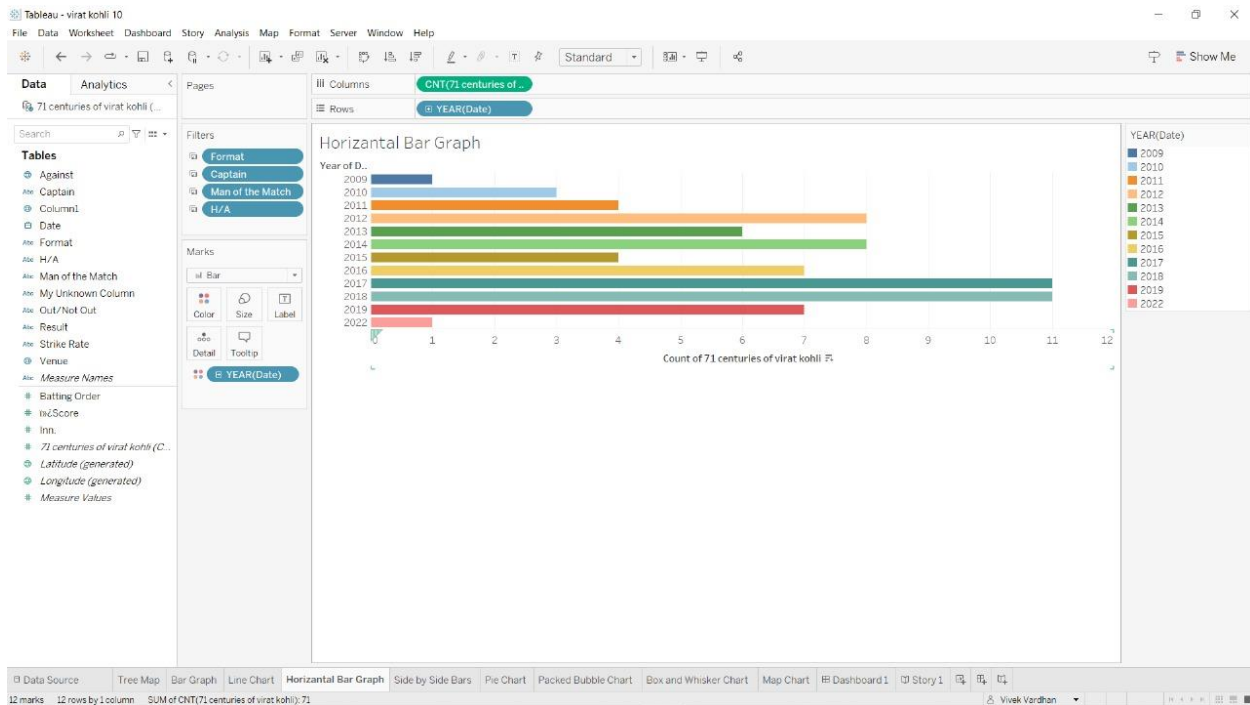 Tableau - virat kohli 10
File Data Worksheet Dashboard Story Analysis Map Format Server Window Help
Standard
Show Me
Data Analytics
71 centuries of virat kohli (...
Search
Tables
Against
Abc Captain
Column1
Date
Abc Format
Abc H/A
Abc Man of the Match
Abc My Unknown Column
Abc Out/Not Out
Abc Result
Abc Strike Rate
Venue
Abc Measure Names
# Batting Order
# ï»¿Score
# Inn.
# 71 centuries of virat kohli (C...
Latitude (generated)
Longitude (generated)
# Measure Values
Pages
Filters
Format
Captain
Man of the Match
H/A
Marks
Bar
Color Size Label
Detail Tooltip
YEAR(Date)
Columns CNT(71 centuries of ..
Rows YEAR(Date)
Horizantal Bar Graph
Year of D..
2009
2010
2011
2012
2013
2014
2015
2016
2017
2018
2019
2022
0 1 2 3 4 5 6 7 8 9 10 11 12
Count of 71 centuries of virat kohli
YEAR(Date)
2009
2010
2011
2012
2013
2014
2015
2016
2017
2018
2019
2022
Data Source Tree Map Bar Graph Line Chart Horizantal Bar Graph Side by Side Bars Pie Chart Packed Bubble Chart Box and Whisker Chart Map Chart Dashboard 1 Story 1
12 marks 12 rows by 1 column SUM of CNT(71 centuries of virat kohli): 71 Vivek Vardhan